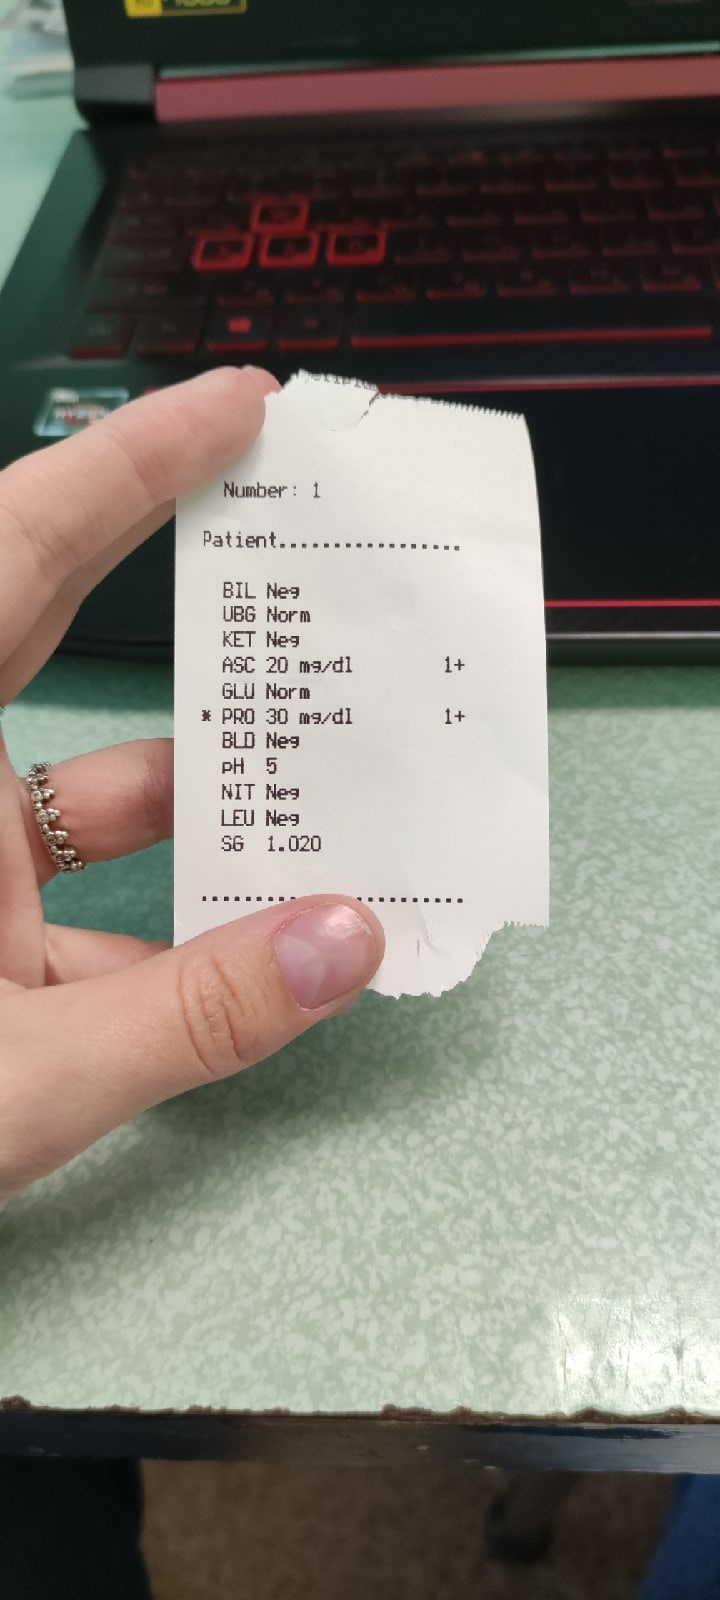 Number: 1
Patient.................
BIL Neg
UBG Norm
KET Neg
ASC 20 mg/dl 1+
GLU Norm
* PRO 30 mg/dl 1+
BLD Neg
pH 5
NIT Neg
LEU Neg
SG 1.020